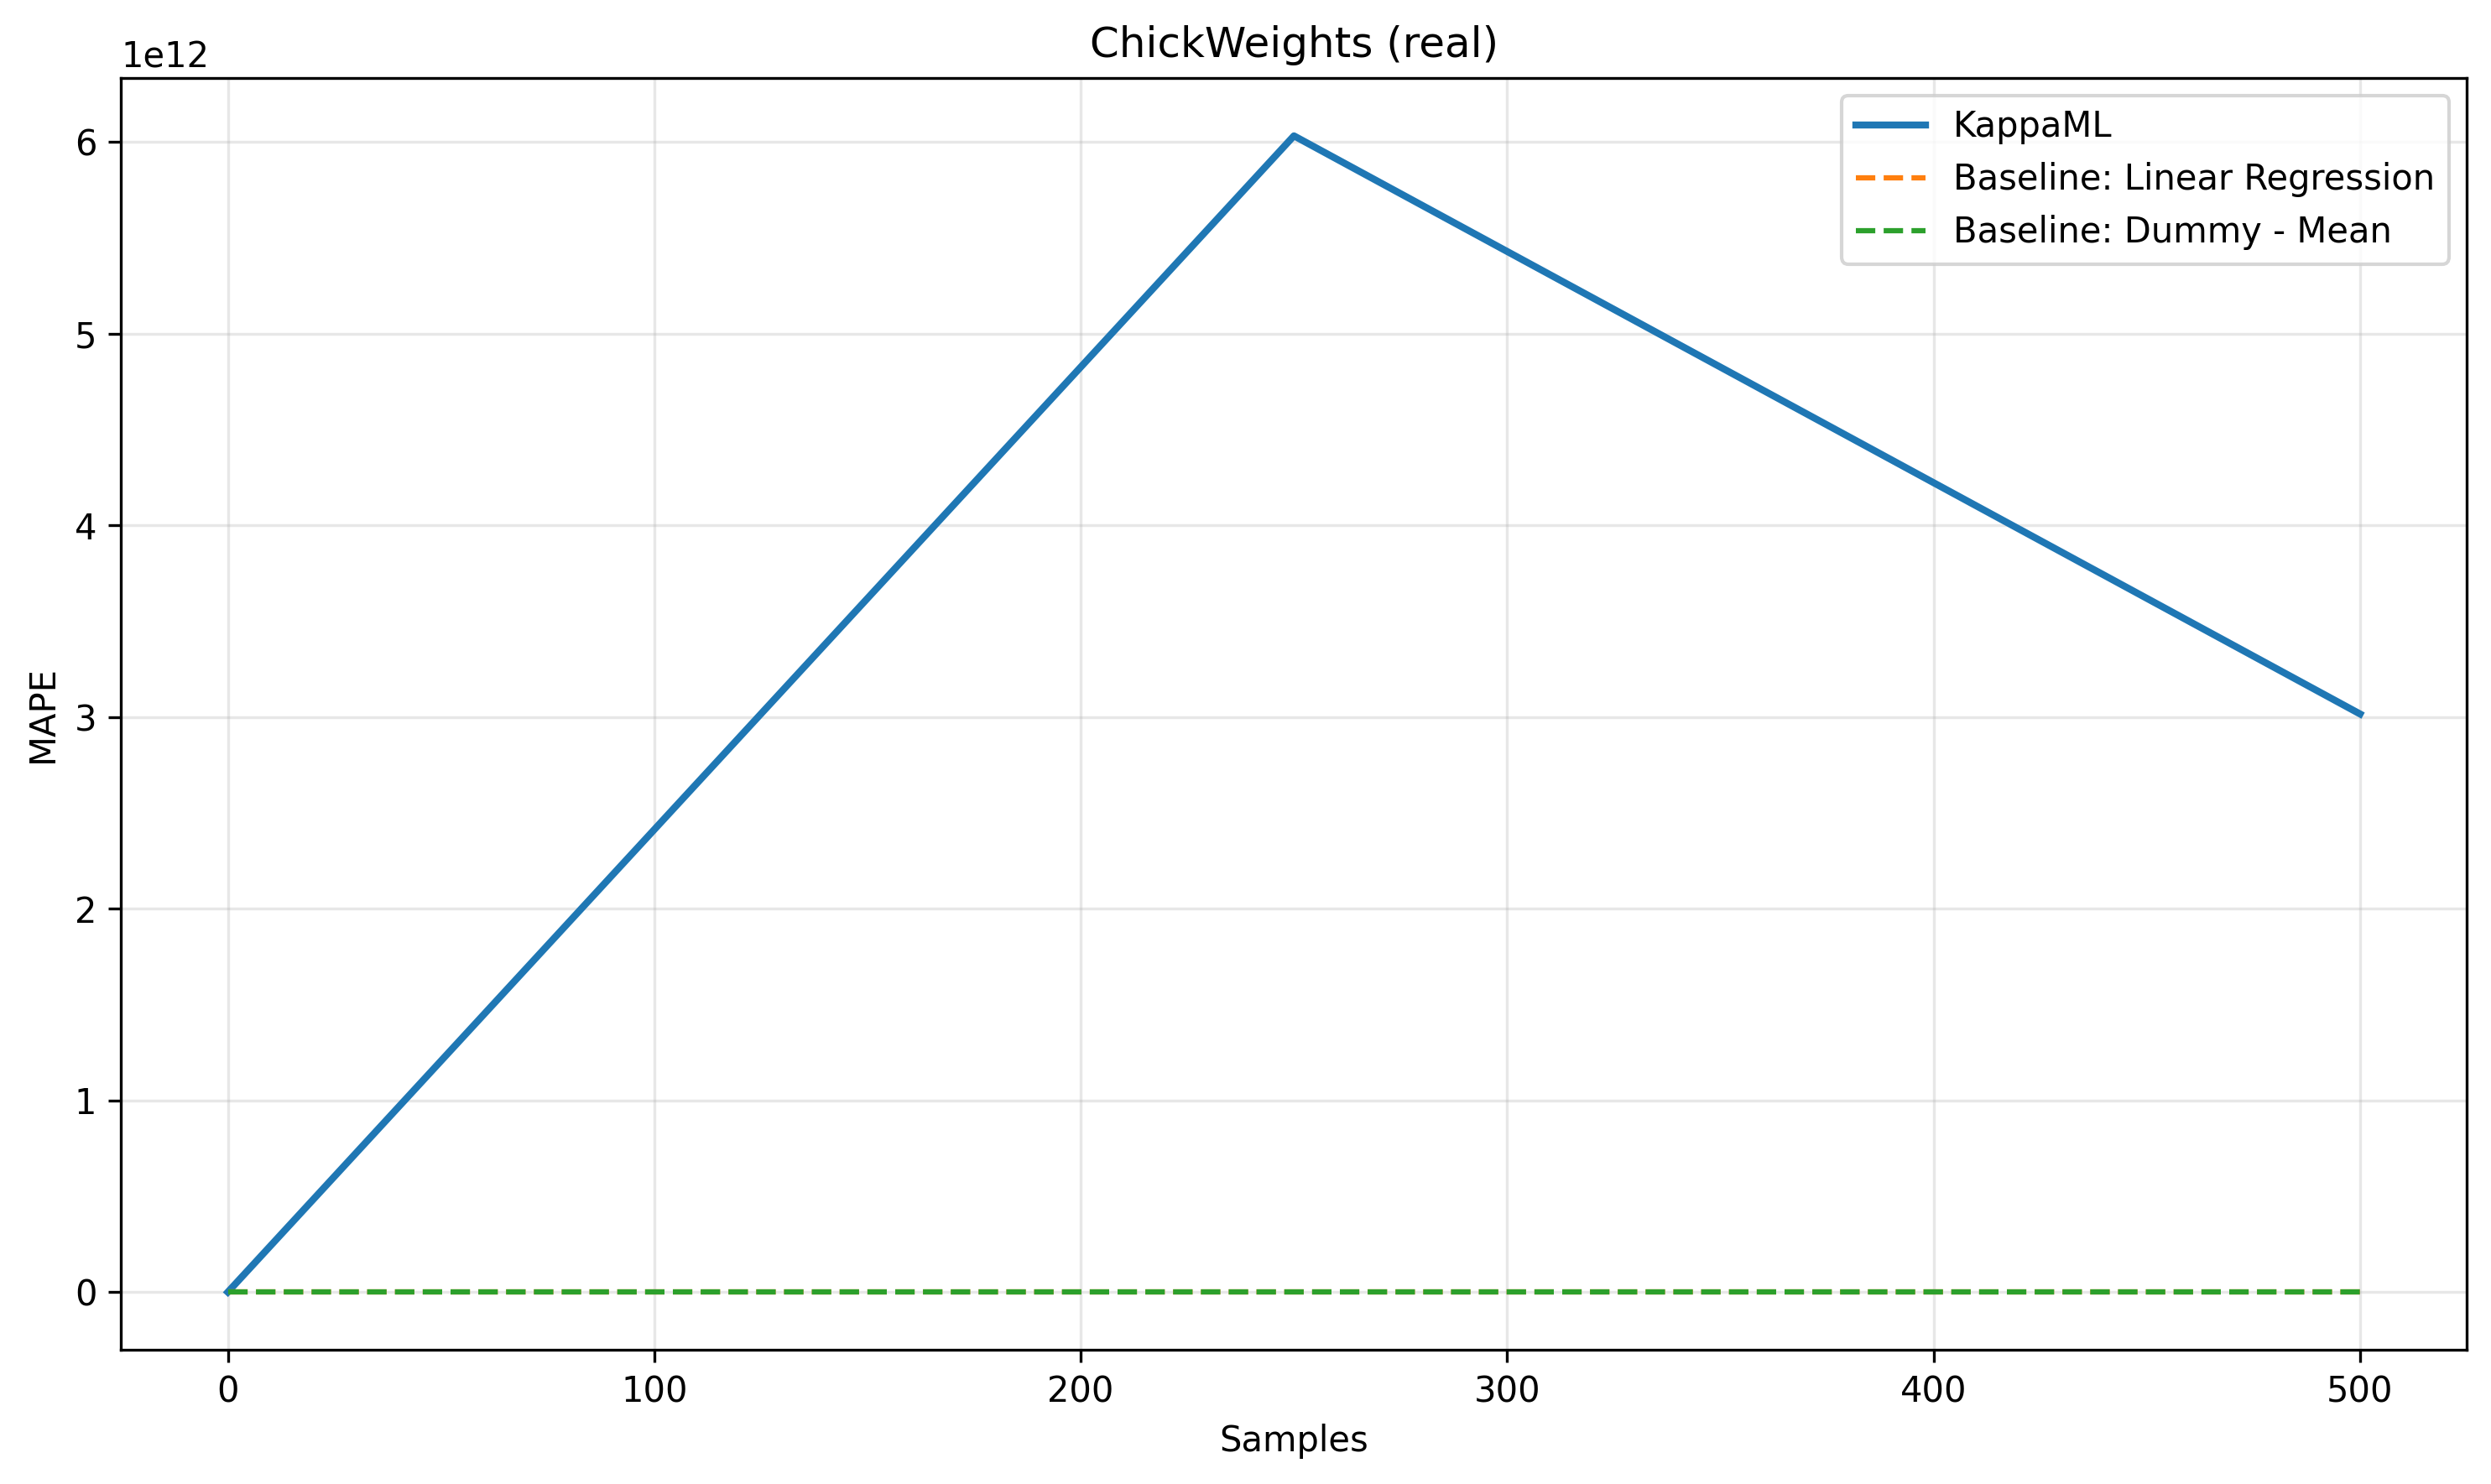 ChickWeights (real)
1e12
KappaML
Baseline: Linear Regression
Baseline: Dummy - Mean
6
5
4
3
2
1
0
MAPE
0 100 200 300 400 500
Samples